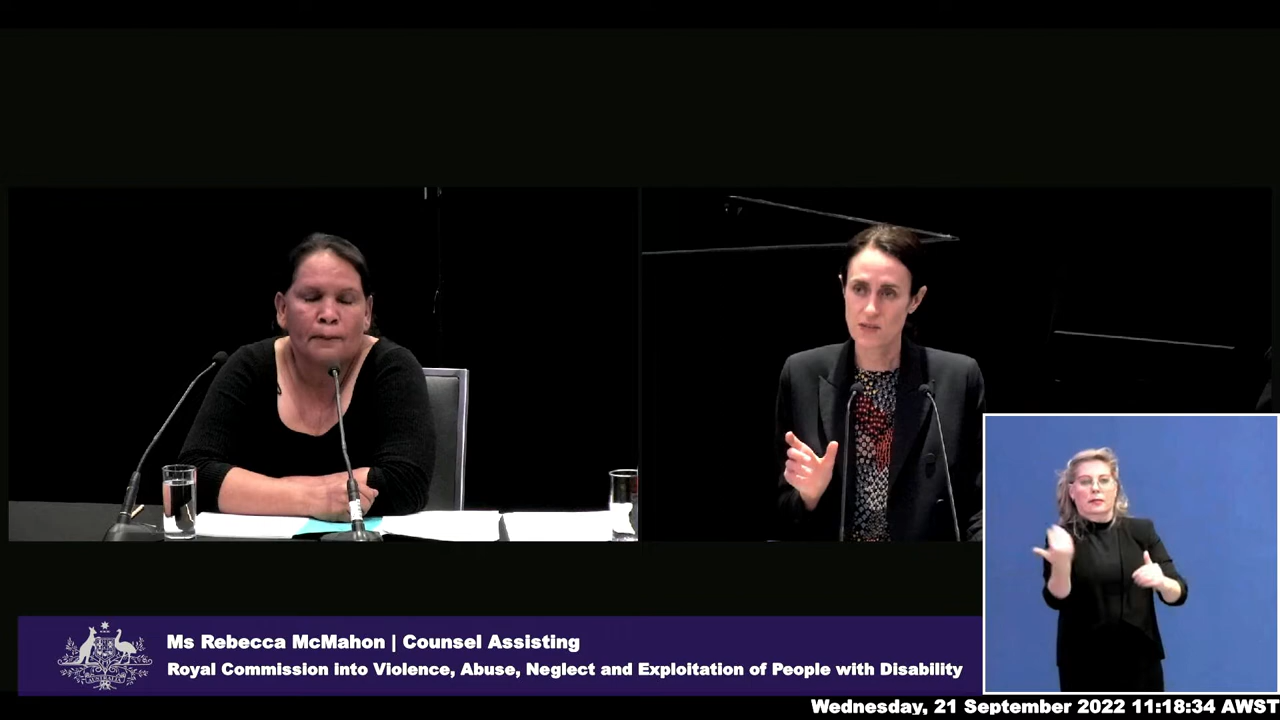 Ms Rebecca McMahon | Counsel Assisting
Royal Commission into Violence, Abuse, Neglect and Exploitation of People with Disability
Wednesday, 21 September 2022 11:18:34 AWST